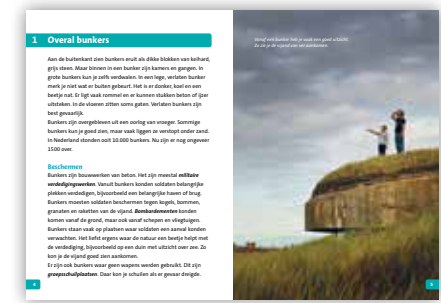 1 Overal bunkers
Aan de buitenkant zien bunkers eruit als dikke blokken van keihard,
grijs steen. Maar binnen in een bunker zijn kamers en gangen. In
grote bunkers kun je zelfs verdwalen. In een lege, verlaten bunker
merk je niet wat er buiten gebeurt. Het is er donker, koel en een
beetje nat. Er ligt vaak rommel en er kunnen stukken beton of ijzer
uitsteken. In de vloeren zitten soms gaten. Verlaten bunkers zijn
best gevaarlijk.
Bunkers zijn overgebleven uit een oorlog van vroeger. Sommige
bunkers kun je goed zien, maar vaak liggen ze verstopt onder zand.
In Nederland stonden ooit 10.000 bunkers. Nu zijn er nog ongeveer
1500 over.
Beschermen
Bunkers zijn bouwwerken van beton. Het zijn meestal militaire
verdedigingswerken. Vanuit bunkers konden soldaten belangrijke
plekken verdedigen, bijvoorbeeld een belangrijke haven of brug.
Bunkers moesten soldaten beschermen tegen kogels, bommen,
granaten en raketten van de vijand. Bombardementen konden
komen vanaf de grond, maar ook vanaf schepen en vliegtuigen.
Bunkers staan vaak op plaatsen waar soldaten een aanval konden
verwachten. Het liefst ergens waar de natuur een beetje helpt met
de verdediging, bijvoorbeeld op een duin met uitzicht over zee. Zo
kon je de vijand goed zien aankomen.
Er zijn ook bunkers waar geen wapens werden gebruikt. Dit zijn
groepsschuilplaatsen. Daar kon je schuilen als er gevaar dreigde.
4
Vanaf een bunker heb je vaak een goed uitzicht.
Zo zie je de vijand aan zee aankomen.
5